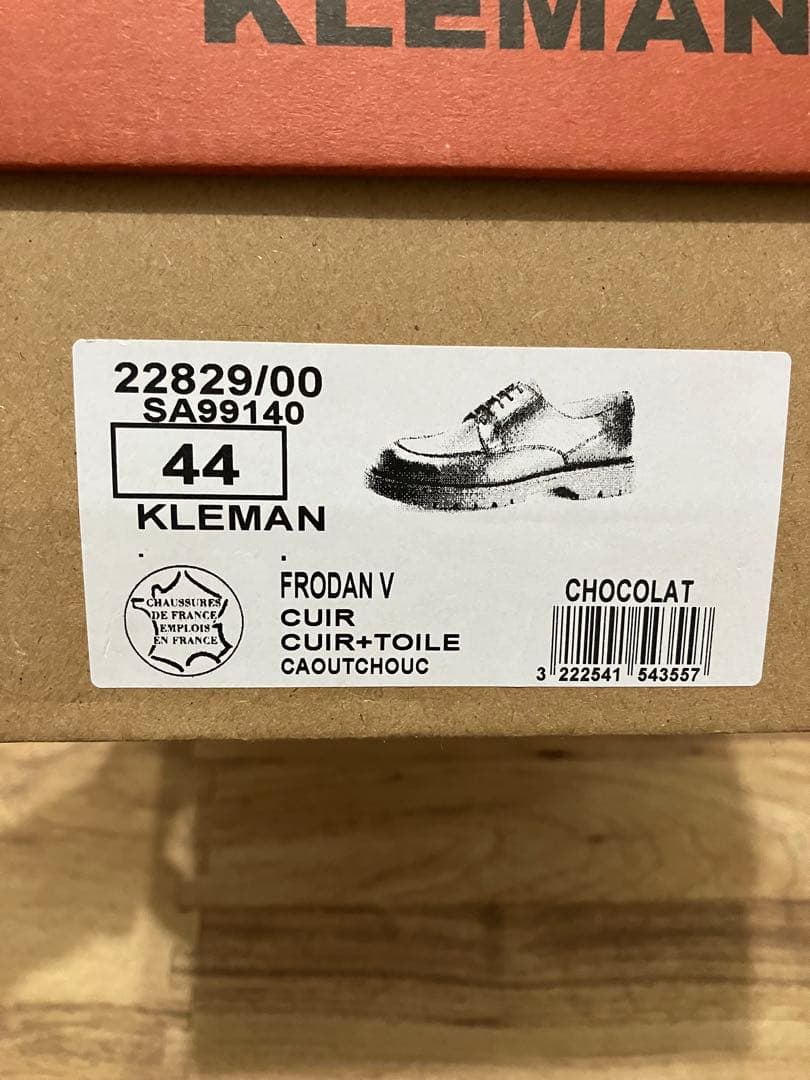 KLEMAN
22829/00
SA99140
44
KLEMAN
CHAUSSURES
DE FRANCE
EMPLOIS
EN FRANCE
FRODAN V
CUIR
CUIR+TOILE
CAOUTCHOUC
CHOCOLAT
3 222541 543557